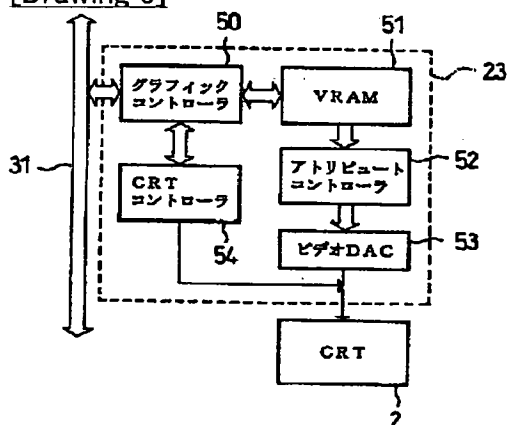 [Drawing 6]
50
51
23
グラフィック
コントローラ
VRAM
31
52
CRT
コントローラ
アトリビュート
コントローラ
54
ビデオDAC
53
CRT
2